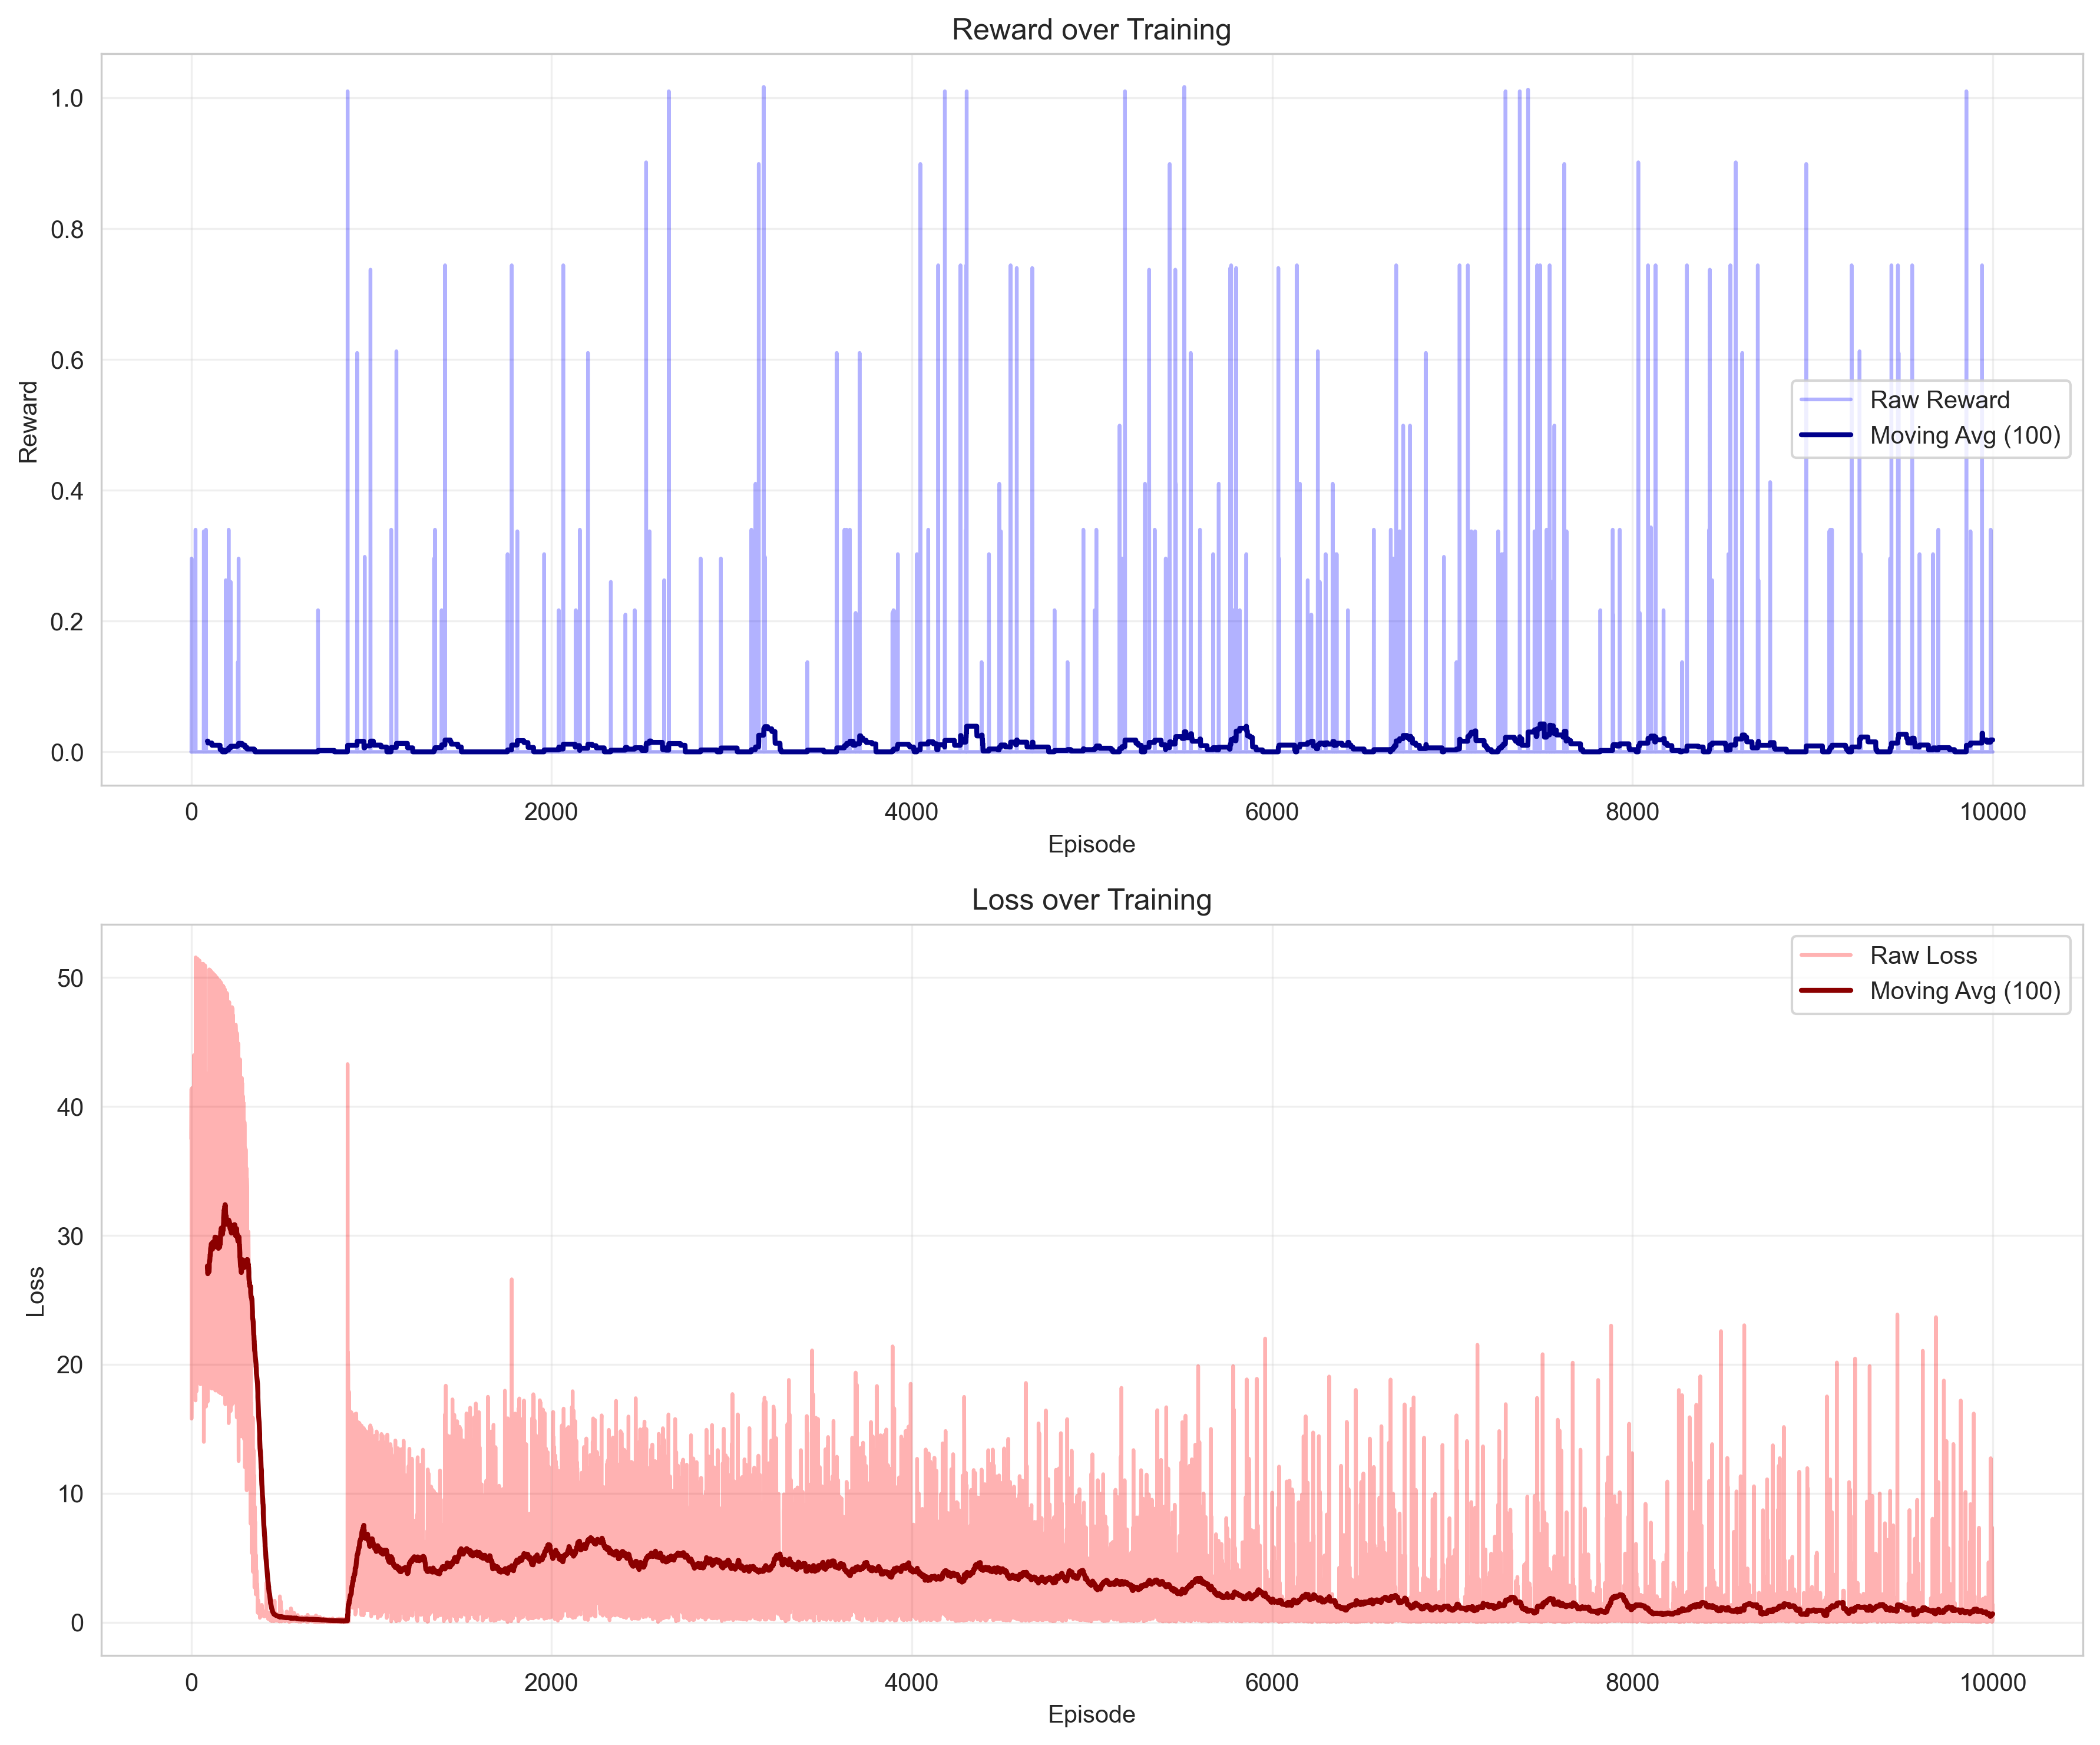 Reward over Training
Reward
1.0
0.8
0.6
0.4
0.2
0.0
Raw Reward
Moving Avg (100)
0 2000 4000 6000 8000 10000
Episode
Loss over Training
Loss
50
40
30
20
10
0
Raw Loss
Moving Avg (100)
0 2000 4000 6000 8000 10000
Episode